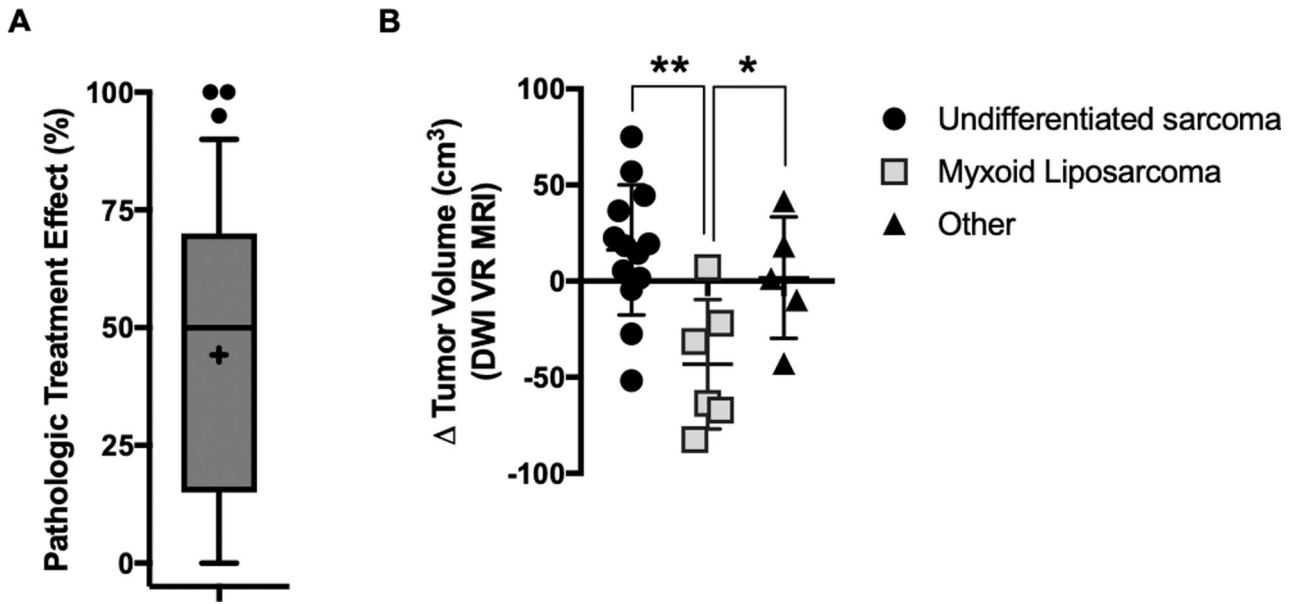 A
Pathologic Treatment Effect (%)
100
75
50
25
0
B
Δ Tumor Volume (cm³)
(DWI VR MRI)
100
50
0
-50
-100
** *
Undifferentiated sarcoma
Myxoid Liposarcoma
Other